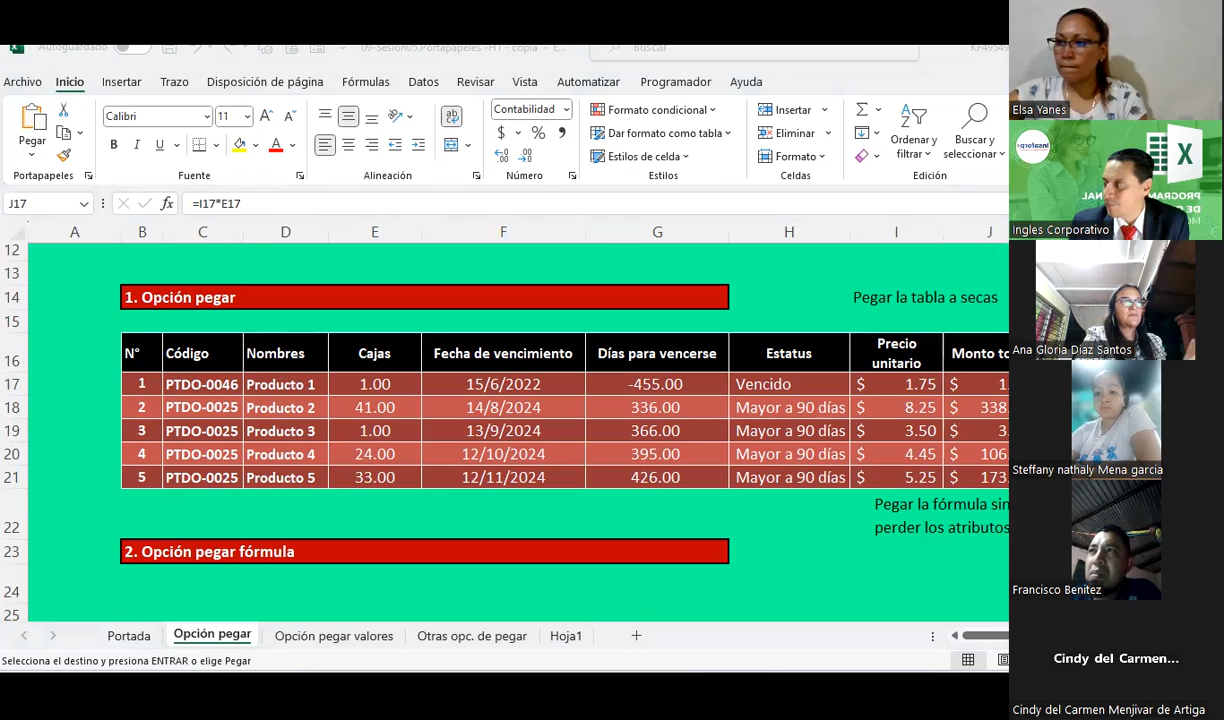 Autoguardado
09-Sesión05.Portapapeles -HT - copia - E...
Buscar
Archivo Inicio Insertar Trazo Disposición de página Fórmulas Datos Revisar Vista Automatizar Programador Ayuda
Pegar
Calibri 11
N K S
ab
Contabilidad
$ % ,
Formato condicional
Dar formato como tabla
Estilos de celda
Insertar
Eliminar
Formato
Ordenar y filtrar
Buscar y seleccionar
Portapapeles Fuente Alineación Número Estilos Celdas Edición
J17 fx =I17*E17
A B C D E F G H I J
12
13
14 1. Opción pegar Pegar la tabla a secas
15
16 N° Código Nombres Cajas Fecha de vencimiento Días para vencerse Estatus Precio unitario Monto to
17 1 PTDO-0046 Producto 1 1.00 15/6/2022 -455.00 Vencido $ 1.75 $ 1.
18 2 PTDO-0025 Producto 2 41.00 14/8/2024 336.00 Mayor a 90 días $ 8.25 $ 338.
19 3 PTDO-0025 Producto 3 1.00 13/9/2024 366.00 Mayor a 90 días $ 3.50 $ 3
20 4 PTDO-0025 Producto 4 24.00 12/10/2024 395.00 Mayor a 90 días $ 4.45 $ 106.
21 5 PTDO-0025 Producto 5 33.00 12/11/2024 426.00 Mayor a 90 días $ 5.25 $ 173.
Pegar la fórmula sin
22 perder los atributos
23 2. Opción pegar fórmula
24
25
Portada Opción pegar Opción pegar valores Otras opc. de pegar Hoja1
Selecciona el destino y presiona ENTRAR o elige Pegar
Elsa Yanes
Ingles Corporativo
Ana Gloria Diaz Santos
Steffany nathaly Mena garcia
Francisco Benitez
Cindy del Carmen...
Cindy del Carmen Menjivar de Artiga